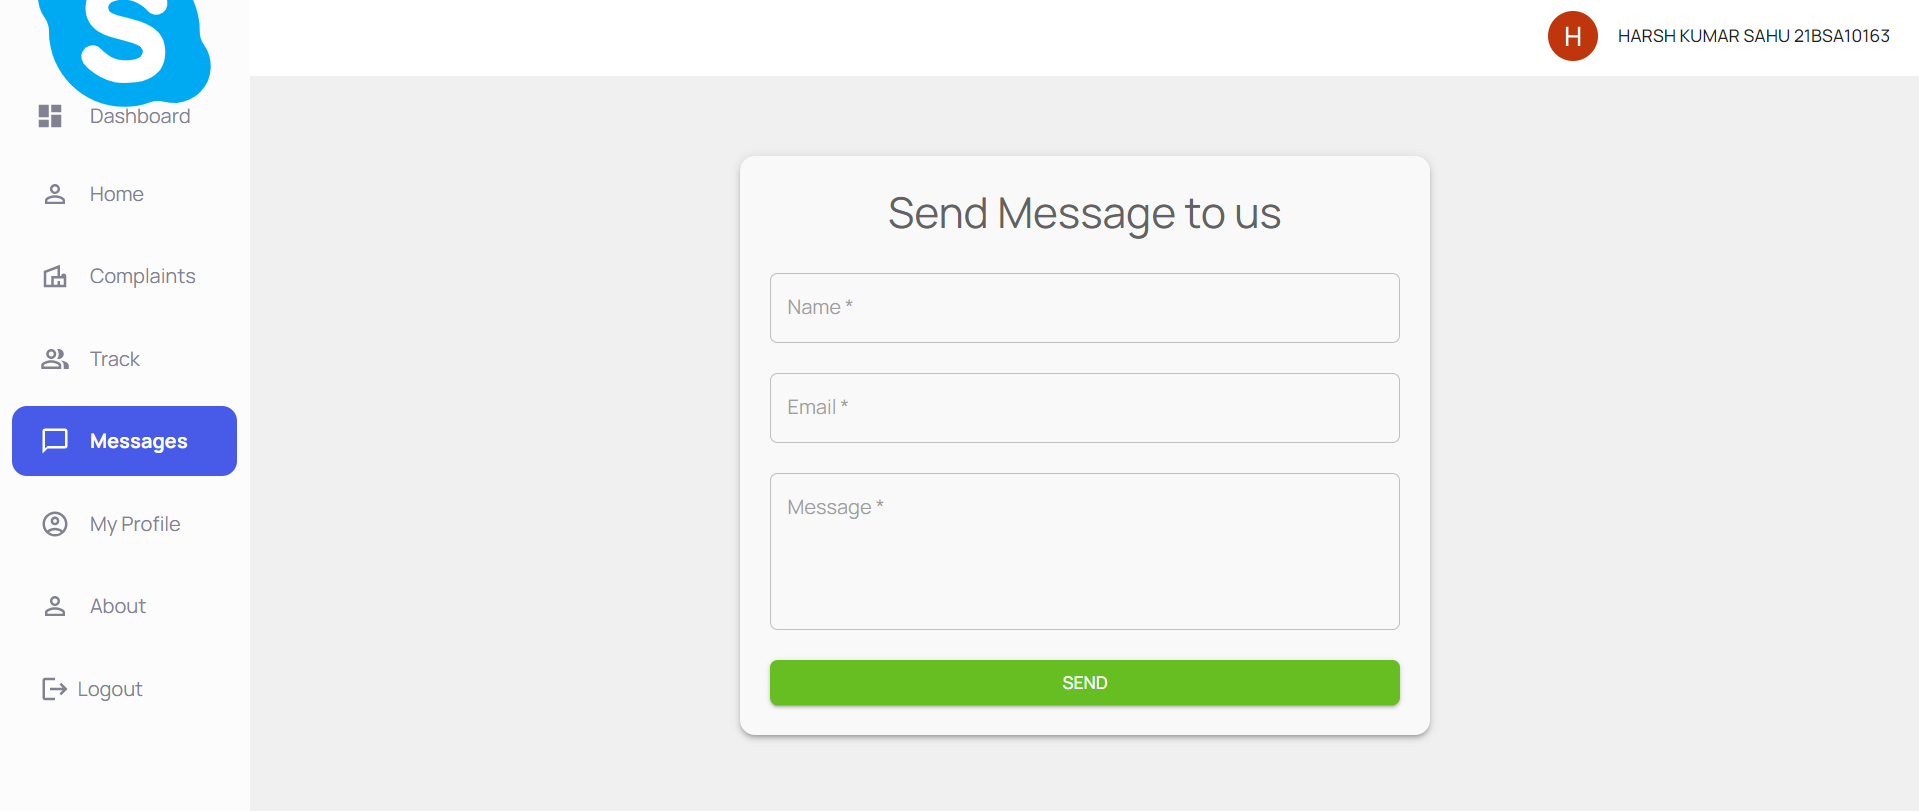 S
H
HARSH KUMAR SAHU 21BSA10163
Dashboard
Home
Complaints
Track
Messages
My Profile
About
Logout
Send Message to us
Name *
Email *
Message *
SEND